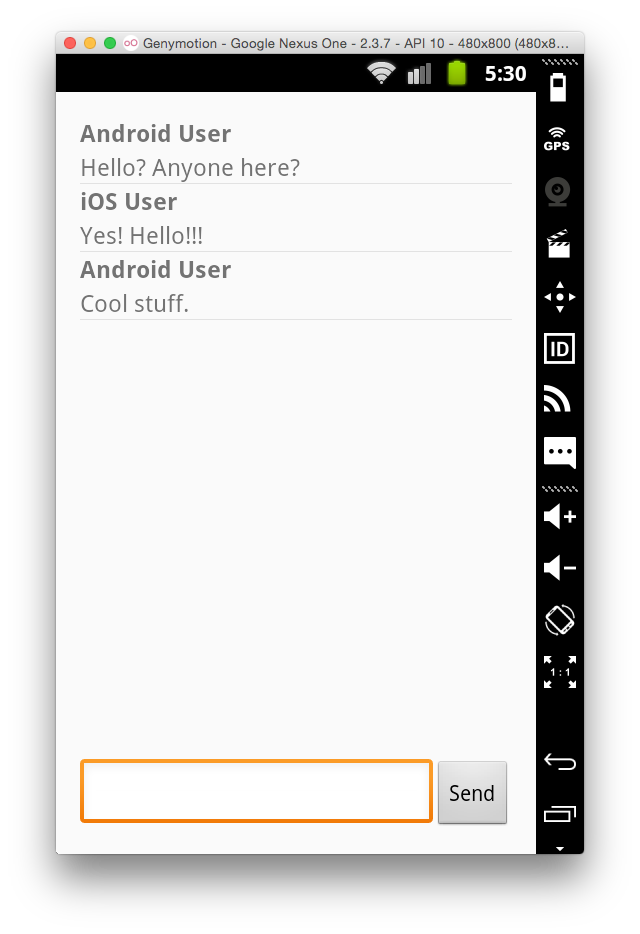 Genymotion - Google Nexus One - 2.3.7 - API 10 - 480x800 (480x8...
5:30
GPS
Android User
Hello? Anyone here?
iOS User
Yes! Hello!!!
Android User
Cool stuff.
ID
1 : 1
Send